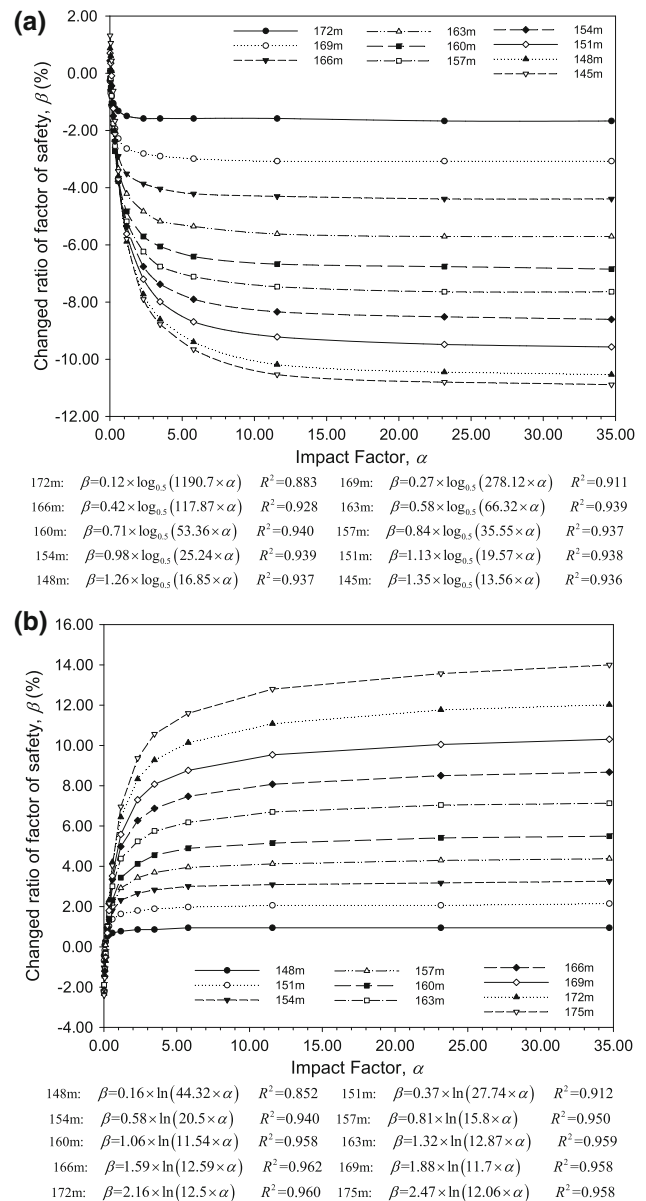 (a)
2.00
0.00
-2.00
-4.00
-6.00
-8.00
-10.00
-12.00
0.00 5.00 10.00 15.00 20.00 25.00 30.00 35.00
Changed ratio of factor of safety, β (%)
Impact Factor, α
172m 163m 154m
169m 160m 151m
166m 157m 148m
145m
172m: β=0.12×log₀.₅(1190.7×α) R²=0.883 169m: β=0.27×log₀.₅(278.12×α) R²=0.911
166m: β=0.42×log₀.₅(117.87×α) R²=0.928 163m: β=0.58×log₀.₅(66.32×α) R²=0.939
160m: β=0.71×log₀.₅(53.36×α) R²=0.940 157m: β=0.84×log₀.₅(35.55×α) R²=0.937
154m: β=0.98×log₀.₅(25.24×α) R²=0.939 151m: β=1.13×log₀.₅(19.57×α) R²=0.938
148m: β=1.26×log₀.₅(16.85×α) R²=0.937 145m: β=1.35×log₀.₅(13.56×α) R²=0.936
(b)
16.00
14.00
12.00
10.00
8.00
6.00
4.00
2.00
0.00
-2.00
-4.00
0.00 5.00 10.00 15.00 20.00 25.00 30.00 35.00
Changed ratio of factor of safety, β (%)
Impact Factor, α
148m 157m 166m
151m 160m 169m
154m 163m 172m
175m
148m: β=0.16×ln(44.32×α) R²=0.852 151m: β=0.37×ln(27.74×α) R²=0.912
154m: β=0.58×ln(20.5×α) R²=0.940 157m: β=0.81×ln(15.8×α) R²=0.950
160m: β=1.06×ln(11.54×α) R²=0.958 163m: β=1.32×ln(12.87×α) R²=0.959
166m: β=1.59×ln(12.59×α) R²=0.962 169m: β=1.88×ln(11.7×α) R²=0.958
172m: β=2.16×ln(12.5×α) R²=0.960 175m: β=2.47×ln(12.06×α) R²=0.958